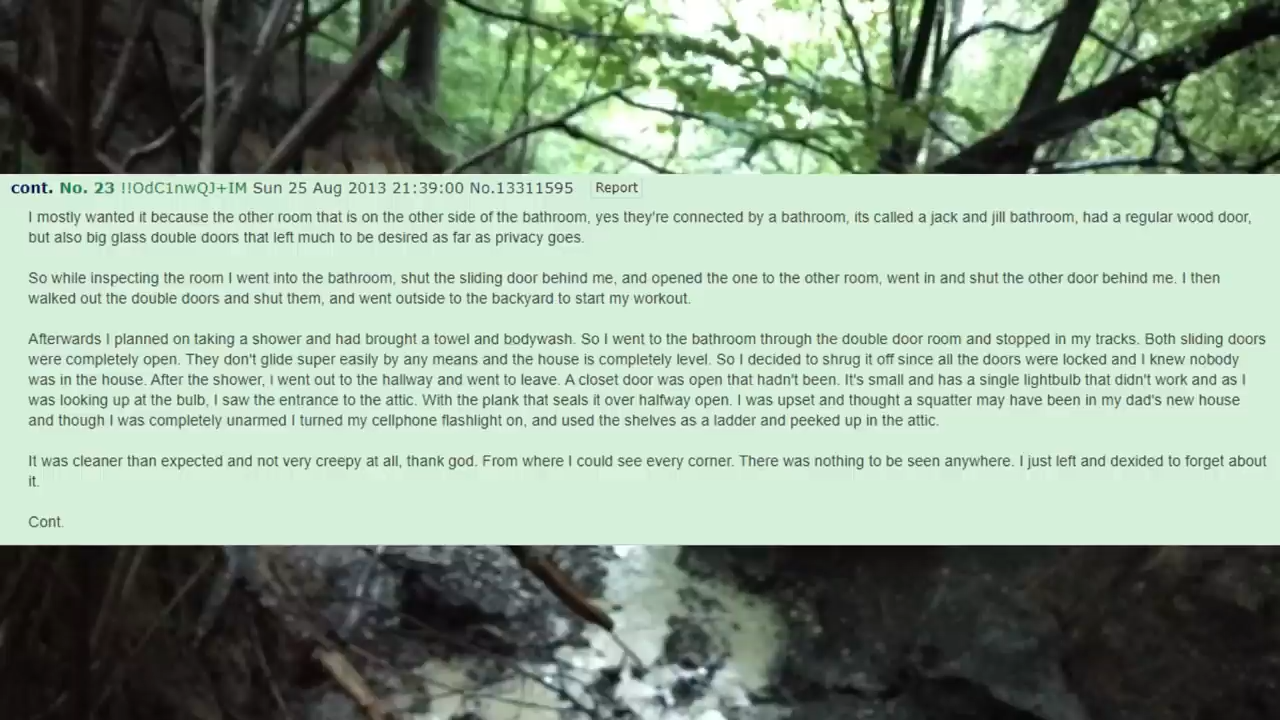 cont. No. 23 !!OdC1nwQJ+IM Sun 25 Aug 2013 21:39:00 No.13311595 Report
I mostly wanted it because the other room that is on the other side of the bathroom, yes they're connected by a bathroom, its called a jack and jill bathroom, had a regular wood door,
but also big glass double doors that left much to be desired as far as privacy goes.
So while inspecting the room I went into the bathroom, shut the sliding door behind me, and opened the one to the other room, went in and shut the other door behind me. I then
walked out the double doors and shut them, and went outside to the backyard to start my workout.
Afterwards I planned on taking a shower and had brought a towel and bodywash. So I went to the bathroom through the double door room and stopped in my tracks. Both sliding doors
were completely open. They don't glide super easily by any means and the house is completely level. So I decided to shrug it off since all the doors were locked and I knew nobody
was in the house. After the shower, i went out to the hallway and went to leave. A closet door was open that hadn't been. It's small and has a single lightbulb that didn't work and as I
was looking up at the bulb, I saw the entrance to the attic. With the plank that seals it over halfway open. I was upset and thought a squatter may have been in my dad's new house
and though I was completely unarmed I turned my cellphone flashlight on, and used the shelves as a ladder and peeked up in the attic.
It was cleaner than expected and not very creepy at all, thank god. From where I could see every corner. There was nothing to be seen anywhere. I just left and dexided to forget about
it.
Cont.